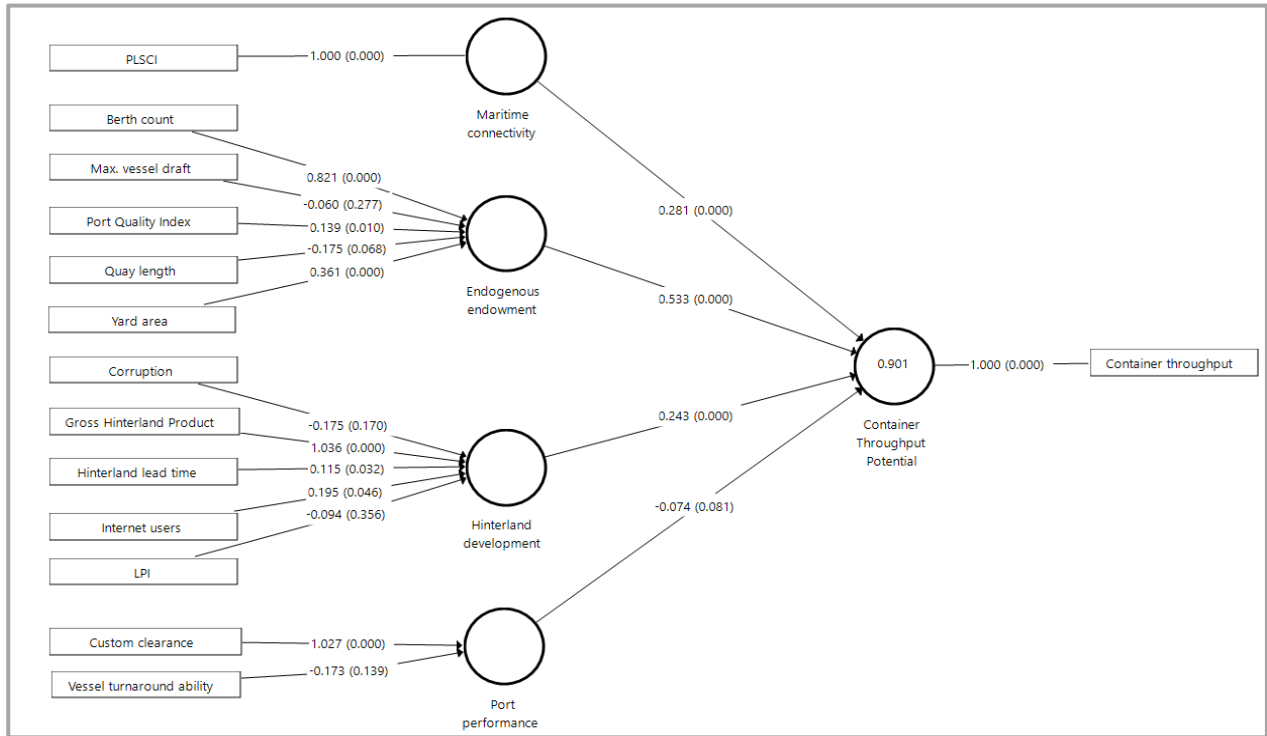 PLSCI
1.000 (0.000)
Maritime
connectivity
Berth count
Max. vessel draft
Port Quality Index
Quay length
Yard area
0.821 (0.000)
-0.060 (0.277)
0.139 (0.010)
-0.175 (0.068)
0.361 (0.000)
Endogenous
endowment
Corruption
Gross Hinterland Product
Hinterland lead time
Internet users
LPI
-0.175 (0.170)
1.036 (0.000)
0.115 (0.032)
0.195 (0.046)
-0.094 (0.356)
Hinterland
development
Custom clearance
Vessel turnaround ability
1.027 (0.000)
-0.173 (0.139)
Port
performance
0.281 (0.000)
0.533 (0.000)
0.243 (0.000)
-0.074 (0.081)
0.901
Container
Throughput
Potential
1.000 (0.000)
Container throughput